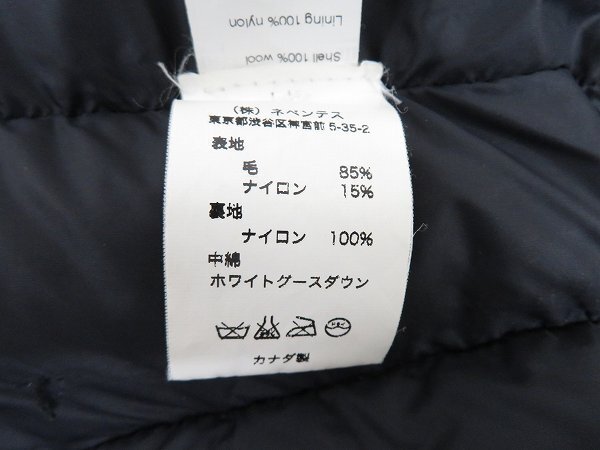 Shell 100% wool
Lining 100% nylon
（株）ネペンテス
東京都渋谷区神宮前 5-35-2
表地
毛 85%
ナイロン 15%
裏地
ナイロン 100%
中綿
ホワイトグースダウン
カナダ製